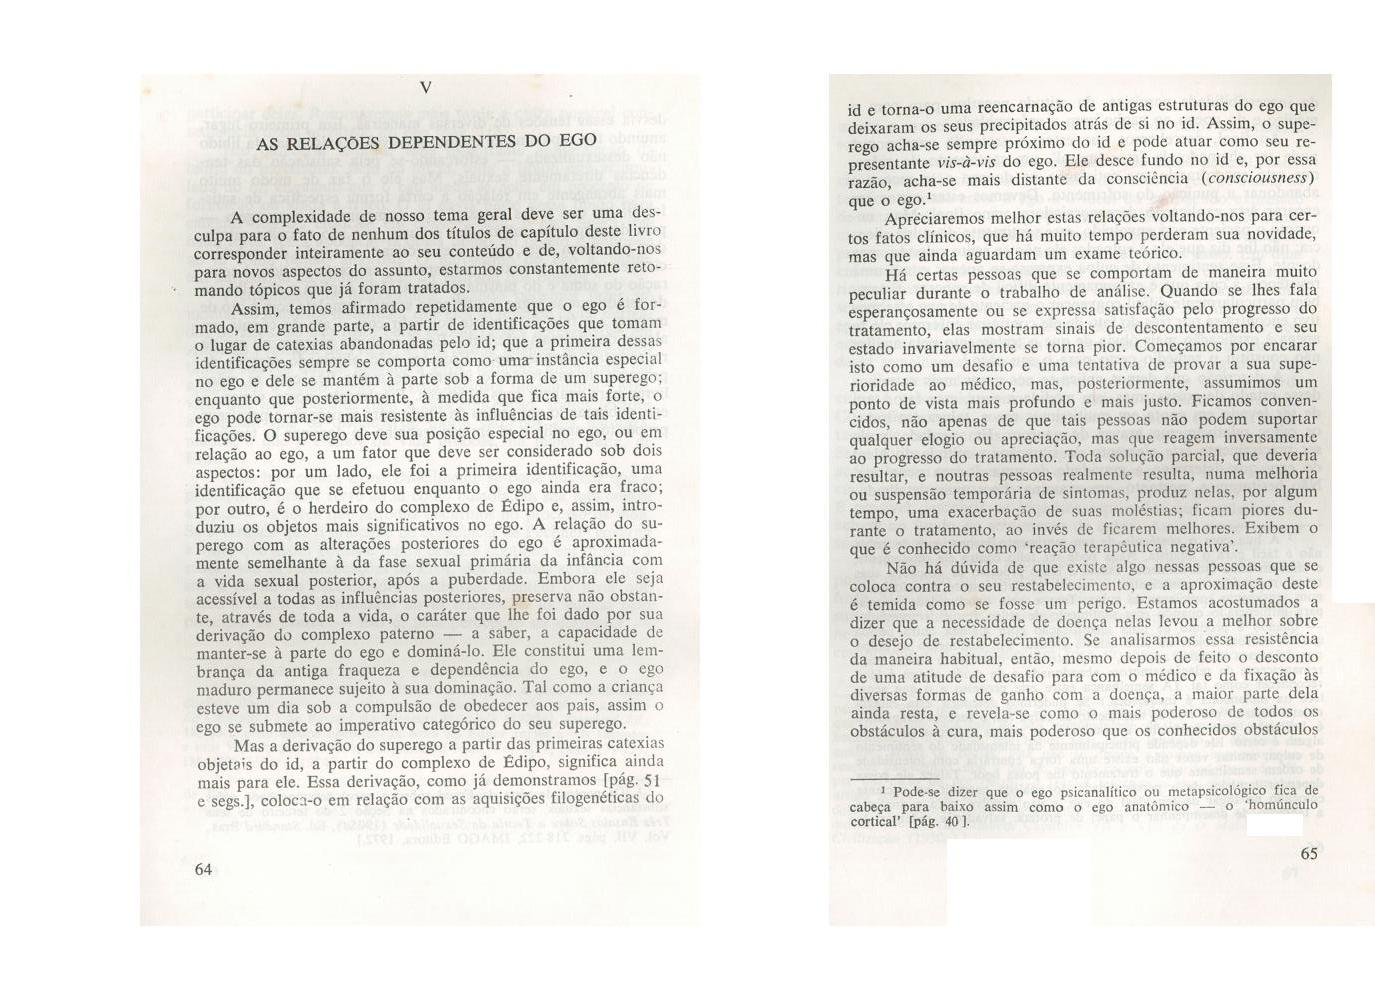 V
AS RELAÇÕES DEPENDENTES DO EGO
A complexidade de nosso tema geral deve ser uma des-
culpa para o fato de nenhum dos títulos de capítulo deste livro
corresponder inteiramente ao seu conteúdo e de, voltando-nos
para novos aspectos do assunto, estarmos constantemente reto-
mando tópicos que já foram tratados.
Assim, temos afirmado repetidamente que o ego é for-
mado, em grande parte, a partir de identificações que tomam
o lugar de catexias abandonadas pelo id; que a primeira dessas
identificações sempre se comporta como uma instância especial
no ego e dele se mantém à parte sob a forma de um superego;
enquanto que posteriormente, à medida que fica mais forte, o
ego pode tornar-se mais resistente às influências de tais identi-
ficações. O superego deve sua posição especial no ego, ou em
relação ao ego, a um fator que deve ser considerado sob dois
aspectos: por um lado, ele foi a primeira identificação, uma
identificação que se efetuou enquanto o ego ainda era fraco;
por outro, é o herdeiro do complexo de Édipo e, assim, intro-
duziu os objetos mais significativos no ego. A relação do su-
perego com as alterações posteriores do ego é aproximada-
mente semelhante à da fase sexual primária da infância com
a vida sexual posterior, após a puberdade. Embora ele seja
acessível a todas as influências posteriores, preserva não obstan-
te, através de toda a vida, o caráter que lhe foi dado por sua
derivação do complexo paterno — a saber, a capacidade de
manter-se à parte do ego e dominá-lo. Ele constitui uma lem-
brança da antiga fraqueza e dependência do ego, e o ego
maduro permanece sujeito à sua dominação. Tal como a criança
esteve um dia sob a compulsão de obedecer aos pais, assim o
ego se submete ao imperativo categórico do seu superego.
Mas a derivação do superego a partir das primeiras catexias
objetais do id, a partir do complexo de Édipo, significa ainda
mais para ele. Essa derivação, como já demonstramos [pág. 51
e segs.], coloca-o em relação com as aquisições filogenéticas do
64
id e torna-o uma reencarnação de antigas estruturas do ego que
deixaram os seus precipitados atrás de si no id. Assim, o supe-
rego acha-se sempre próximo do id e pode atuar como seu re-
presentante vis-à-vis do ego. Ele desce fundo no id e, por essa
razão, acha-se mais distante da consciência (consciousness)
que o ego.¹
Apreciaremos melhor estas relações voltando-nos para cer-
tos fatos clínicos, que há muito tempo perderam sua novidade,
mas que ainda aguardam um exame teórico.
Há certas pessoas que se comportam de maneira muito
peculiar durante o trabalho de análise. Quando se lhes fala
esperançosamente ou se expressa satisfação pelo progresso do
tratamento, elas mostram sinais de descontentamento e seu
estado invariavelmente se torna pior. Começamos por encarar
isto como um desafio e uma tentativa de provar a sua supe-
rioridade ao médico, mas, posteriormente, assumimos um
ponto de vista mais profundo e mais justo. Ficamos conven-
cidos, não apenas de que tais pessoas não podem suportar
qualquer elogio ou apreciação, mas que reagem inversamente
ao progresso do tratamento. Toda solução parcial, que deveria
resultar, e noutras pessoas realmente resulta, numa melhoria
ou suspensão temporária de sintomas, produz nelas, por algum
tempo, uma exacerbação de suas moléstias; ficam piores du-
rante o tratamento, ao invés de ficarem melhores. Exibem o
que é conhecido como ‘reação terapêutica negativa’.
Não há dúvida de que existe algo nessas pessoas que se
coloca contra o seu restabelecimento, e a aproximação deste
é temida como se fosse um perigo. Estamos acostumados a
dizer que a necessidade de doença nelas levou a melhor sobre
o desejo de restabelecimento. Se analisarmos essa resistência
da maneira habitual, então, mesmo depois de feito o desconto
de uma atitude de desafio para com o médico e da fixação às
diversas formas de ganho com a doença, a maior parte dela
ainda resta, e revela-se como o mais poderoso de todos os
obstáculos à cura, mais poderoso que os conhecidos obstáculos
¹ Pode-se dizer que o ego psicanalítico ou metapsicológico fica de
cabeça para baixo assim como o ego anatômico — o ‘homúnculo
cortical’ [pág. 40 ].
65